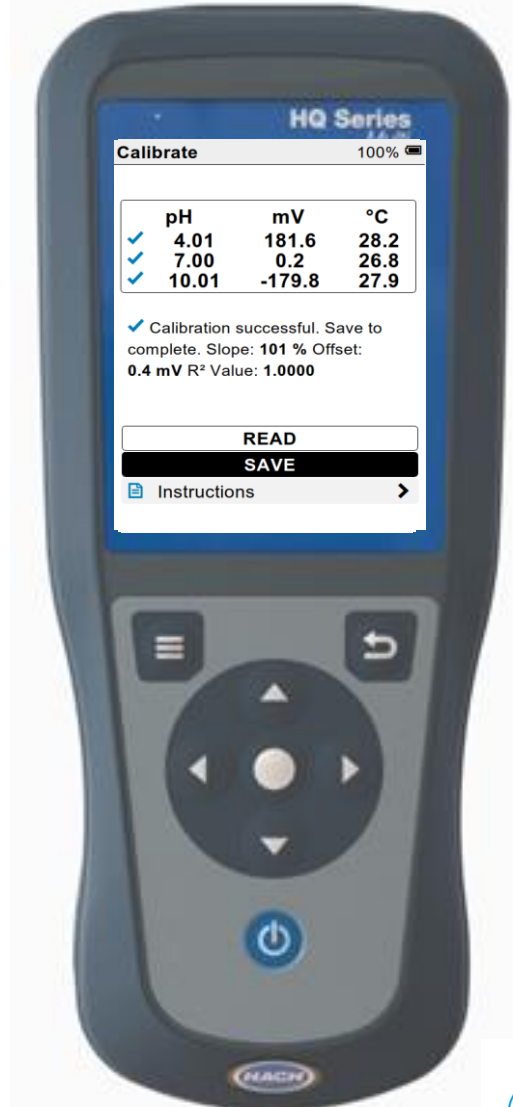 HQ Series
Calibrate 100%
pH mV °C
4.01 181.6 28.2
7.00 0.2 26.8
10.01 -179.8 27.9
Calibration successful. Save to
complete. Slope: 101 % Offset:
0.4 mV R² Value: 1.0000
READ
SAVE
Instructions
HACH